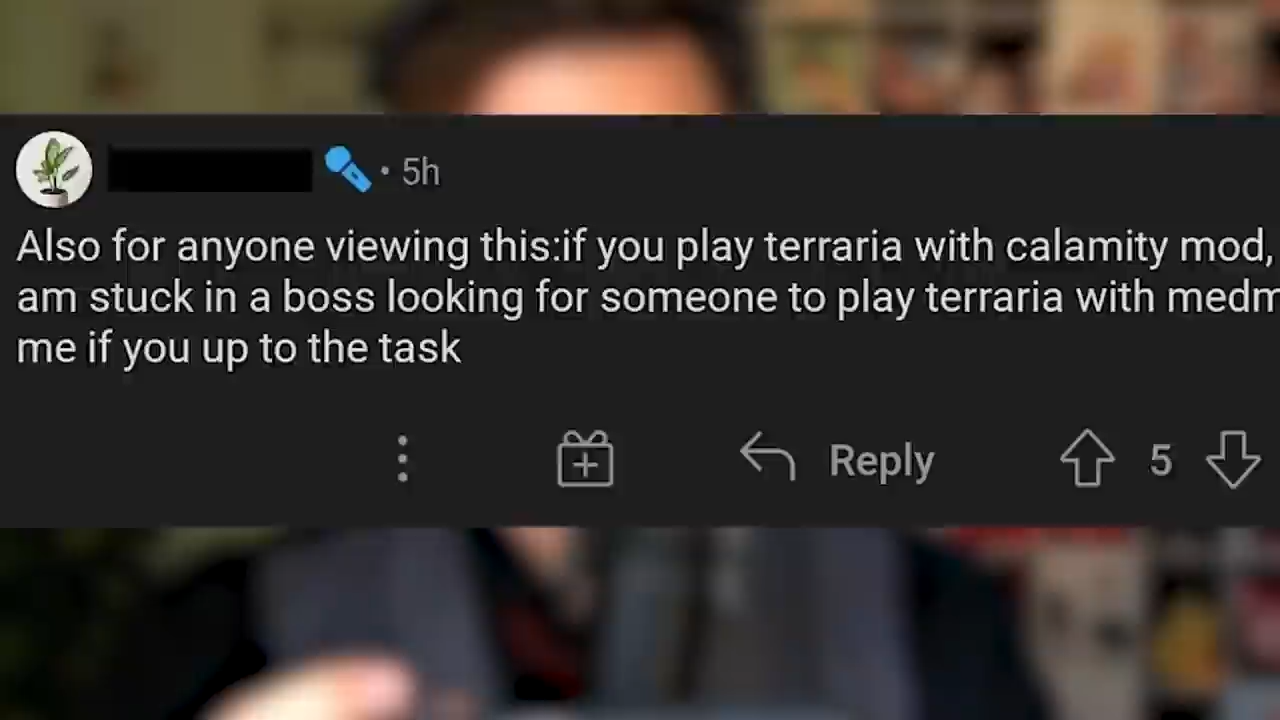 • 5h
Also for anyone viewing this:if you play terraria with calamity mod,
am stuck in a boss looking for someone to play terraria with medm
me if you up to the task
Reply 5